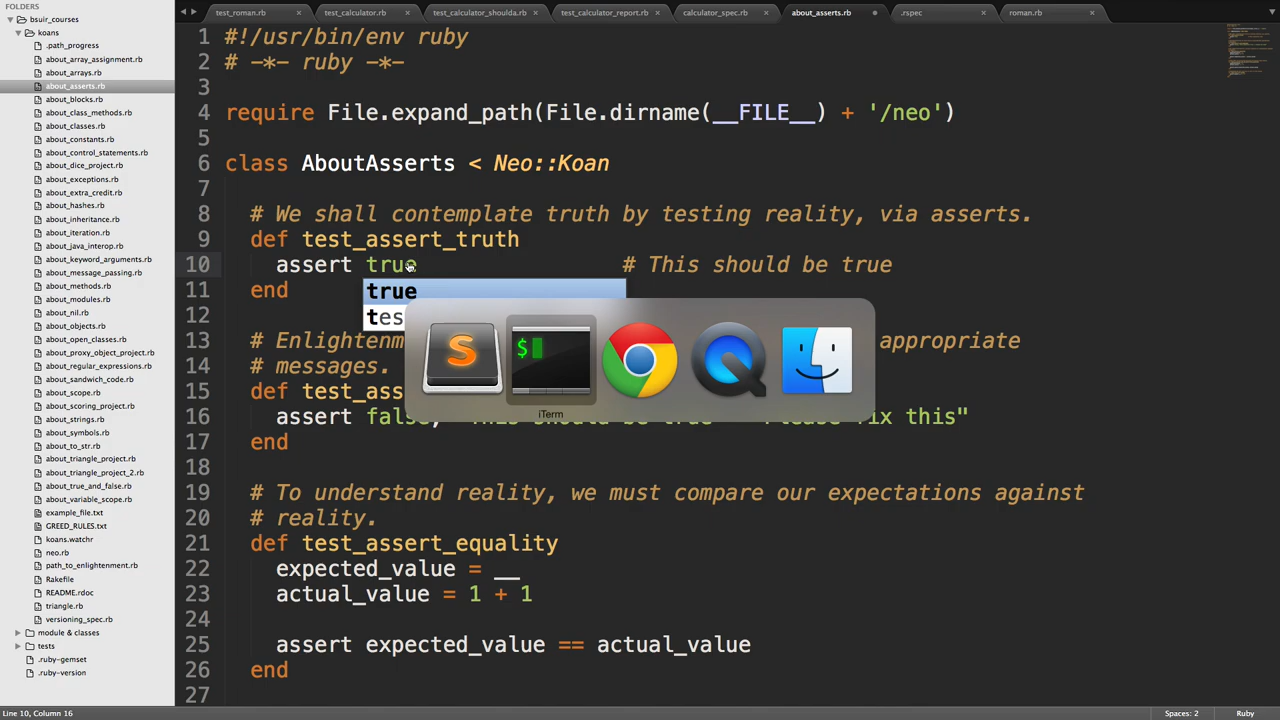 FOLDERS
bsuir_courses
koans
.path_progress
about_array_assignment.rb
about_arrays.rb
about_asserts.rb
about_blocks.rb
about_class_methods.rb
about_classes.rb
about_constants.rb
about_control_statements.rb
about_dice_project.rb
about_exceptions.rb
about_extra_credit.rb
about_hashes.rb
about_inheritance.rb
about_iteration.rb
about_java_interop.rb
about_keyword_arguments.rb
about_message_passing.rb
about_methods.rb
about_modules.rb
about_nil.rb
about_objects.rb
about_open_classes.rb
about_proxy_object_project.rb
about_regular_expressions.rb
about_sandwich_code.rb
about_scope.rb
about_scoring_project.rb
about_strings.rb
about_symbols.rb
about_to_str.rb
about_triangle_project.rb
about_triangle_project_2.rb
about_true_and_false.rb
about_variable_scope.rb
example_file.txt
GREED_RULES.txt
koans.watchr
neo.rb
path_to_enlightenment.rb
Rakefile
README.rdoc
triangle.rb
versioning_spec.rb
module & classes
tests
.ruby-gemset
.ruby-version
test_roman.rb test_calculator.rb test_calculator_shoulda.rb test_calculator_report.rb calculator_spec.rb about_asserts.rb .rspec roman.rb
1 #!/usr/bin/env ruby
2 # -*- ruby -*-
3
4 require File.expand_path(File.dirname(__FILE__) + '/neo')
5
6 class AboutAsserts < Neo::Koan
7
8 # We shall contemplate truth by testing reality, via asserts.
9 def test_assert_truth
10 assert true # This should be true
11 end
true
tes
12
13 # Enlightenm appropriate
14 # messages.
15 def test_ass
16 assert false, "This should be true -- Please fix this"
17 end
18
19 # To understand reality, we must compare our expectations against
20 # reality.
21 def test_assert_equality
22 expected_value = __
23 actual_value = 1 + 1
24
25 assert expected_value == actual_value
26 end
27
$
iTerm
Line 10, Column 16 Spaces: 2 Ruby